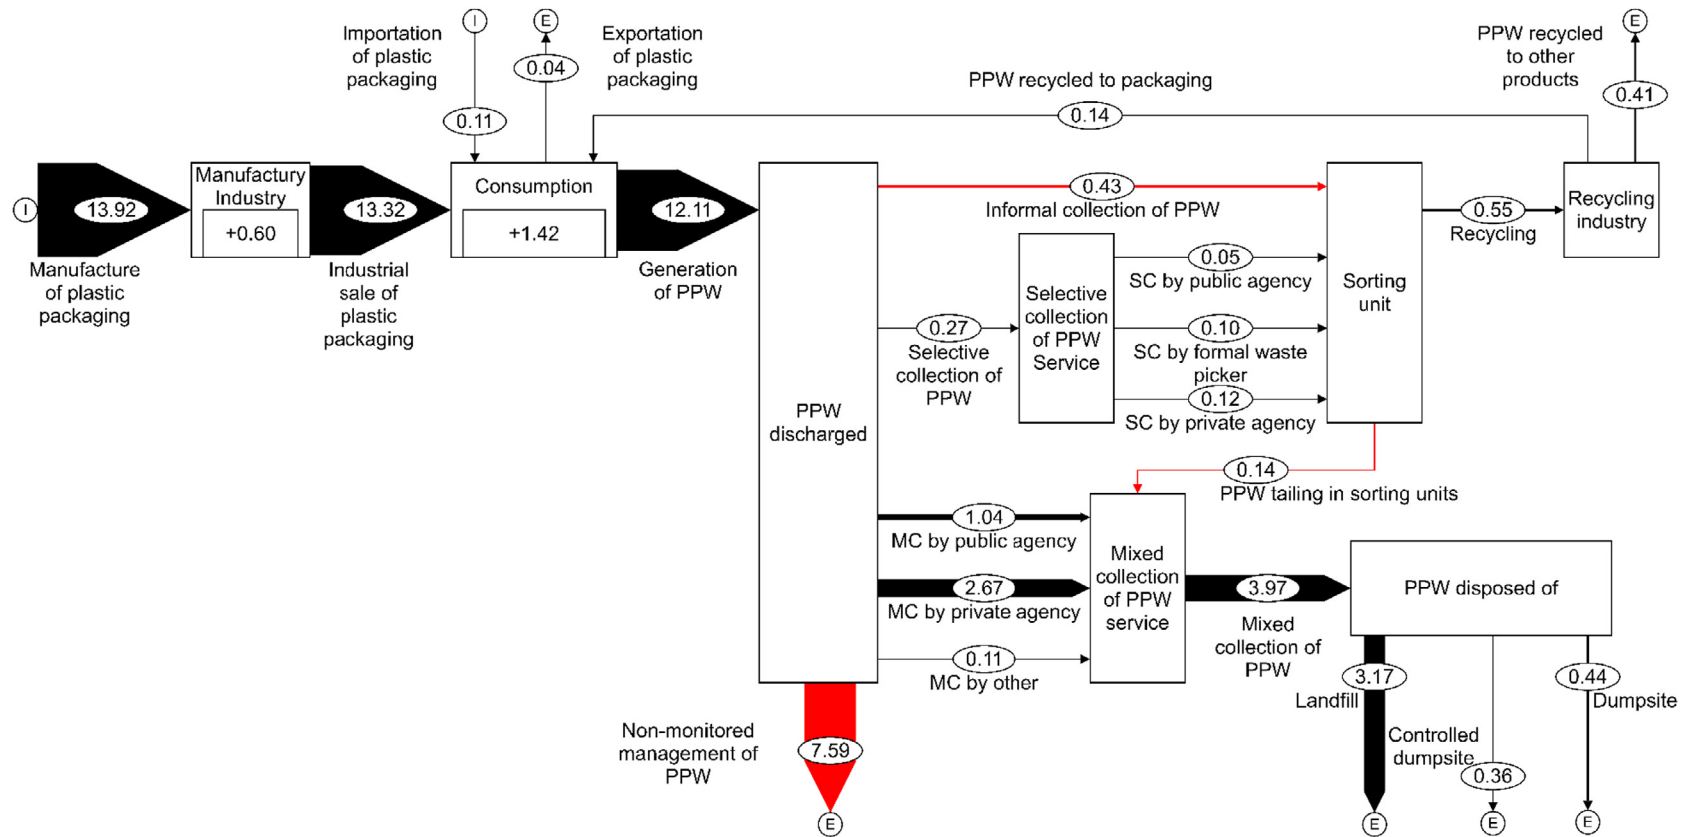 I
Importation
of plastic
packaging
0.11
E
0.04
Exportation
of plastic
packaging
PPW recycled to packaging
0.14
PPW recycled
to other
products
E
0.41
I
13.92
Manufacture
of plastic
packaging
Manufactury
Industry
+0.60
13.32
Industrial
sale of
plastic
packaging
Consumption
+1.42
12.11
Generation
of PPW
PPW
discharged
0.43
Informal collection of PPW
0.27
Selective
collection of
PPW
Selective
collection
of PPW
Service
0.05
SC by public agency
0.10
SC by formal waste
picker
0.12
SC by private agency
Sorting
unit
0.55
Recycling
Recycling
industry
0.14
PPW tailing in sorting units
1.04
MC by public agency
2.67
MC by private agency
0.11
MC by other
Mixed
collection
of PPW
service
3.97
Mixed
collection of
PPW
PPW disposed of
3.17
Landfill
Controlled
dumpsite
0.36
0.44
Dumpsite
Non-monitored
management of
PPW
7.59
E
E
E
E